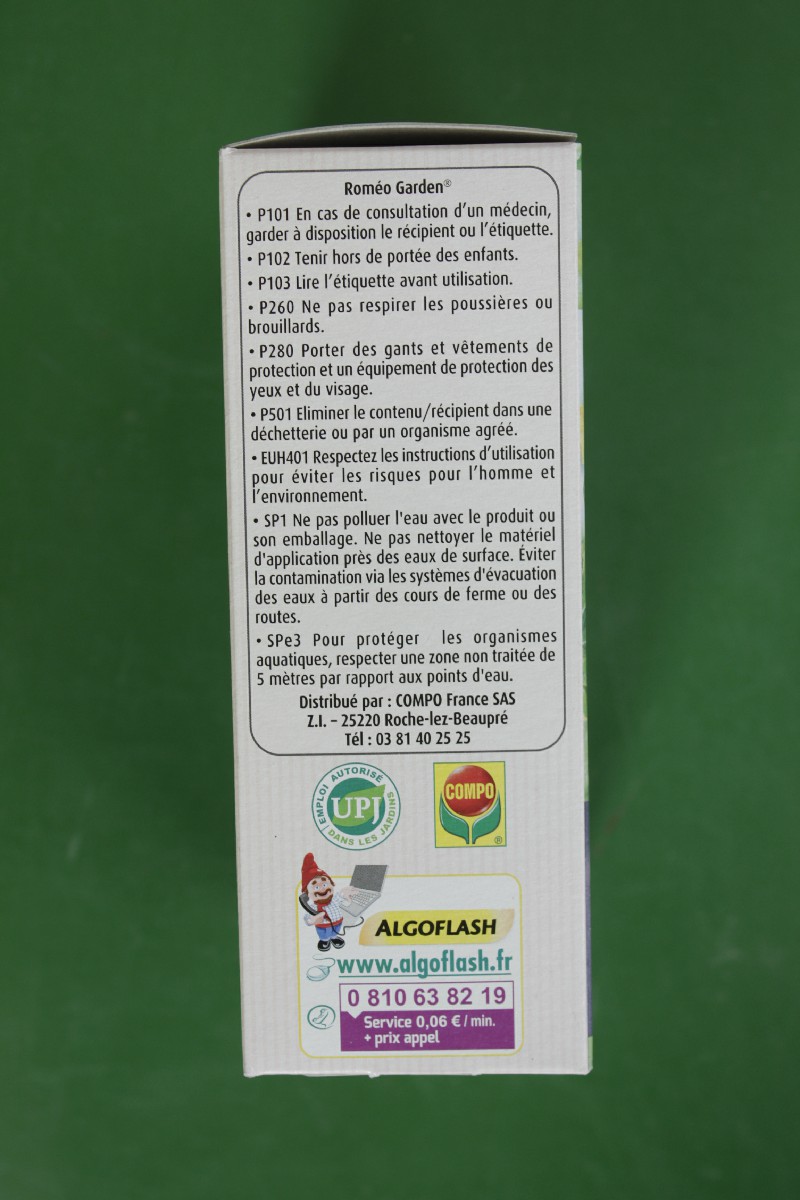 Roméo Garden®
• P101 En cas de consultation d'un médecin,
garder à disposition le récipient ou l'étiquette.
• P102 Tenir hors de portée des enfants.
• P103 Lire l'étiquette avant utilisation.
• P260 Ne pas respirer les poussières ou
brouillards.
• P280 Porter des gants et vêtements de
protection et un équipement de protection des
yeux et du visage.
• P501 Eliminer le contenu/récipient dans une
déchetterie ou par un organisme agréé.
• EUH401 Respectez les instructions d'utilisation
pour éviter les risques pour l'homme et
l'environnement.
• SP1 Ne pas polluer l'eau avec le produit ou
son emballage. Ne pas nettoyer le matériel
d'application près des eaux de surface. Éviter
la contamination via les systèmes d'évacuation
des eaux à partir des cours de ferme ou des
routes.
• SPe3 Pour protéger les organismes
aquatiques, respecter une zone non traitée de
5 mètres par rapport aux points d'eau.
Distribué par : COMPO France SAS
Z.I. – 25220 Roche-lez-Beaupré
Tél : 03 81 40 25 25
EMPLOI AUTORISÉ
UPJ
DANS LES JARDINS
COMPO
®
ALGOFLASH
www.algoflash.fr
0 810 63 82 19
Service 0,06 € / min.
+ prix appel